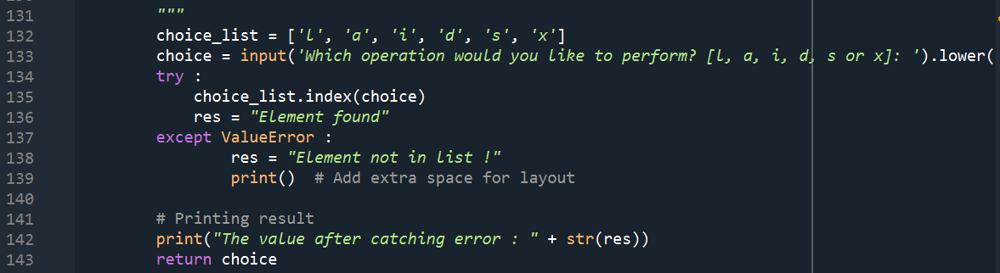 131 """
132 choice_list = ['l', 'a', 'i', 'd', 's', 'x']
133 choice = input('Which operation would you like to perform? [l, a, i, d, s or x]: ').lower(
134 try :
135 choice_list.index(choice)
136 res = "Element found"
137 except ValueError :
138 res = "Element not in list !"
139 print()  # Add extra space for layout
140
141 # Printing result
142 print("The value after catching error : " + str(res))
143 return choice